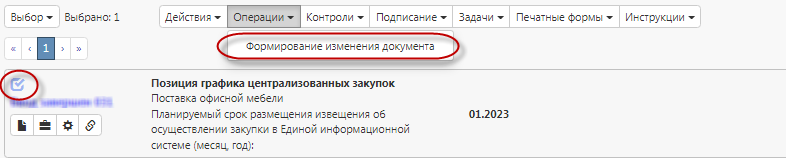 Выбор Выбрано: 1 Действия Операции Контроли Подписание Задачи Печатные формы Инструкции
Формирование изменения документа
« ‹ 1 › »
Позиция графика централизованных закупок
Поставка офисной мебели
Планируемый срок размещения извещения об 01.2023
осуществлении закупки в Единой информационной
системе (месяц, год):